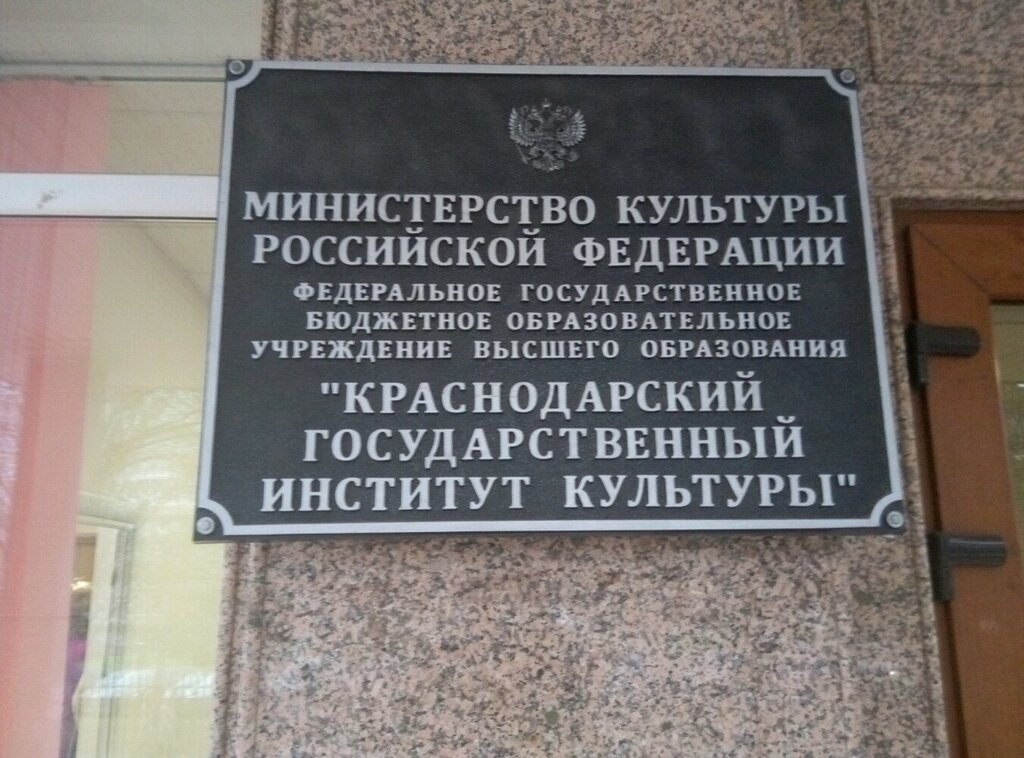 МИНИСТЕРСТВО КУЛЬТУРЫ
РОССИЙСКОЙ ФЕДЕРАЦИИ
ФЕДЕРАЛЬНОЕ ГОСУДАРСТВЕННОЕ
БЮДЖЕТНОЕ ОБРАЗОВАТЕЛЬНОЕ
УЧРЕЖДЕНИЕ ВЫСШЕГО ОБРАЗОВАНИЯ
"КРАСНОДАРСКИЙ
ГОСУДАРСТВЕННЫЙ
ИНСТИТУТ КУЛЬТУРЫ"